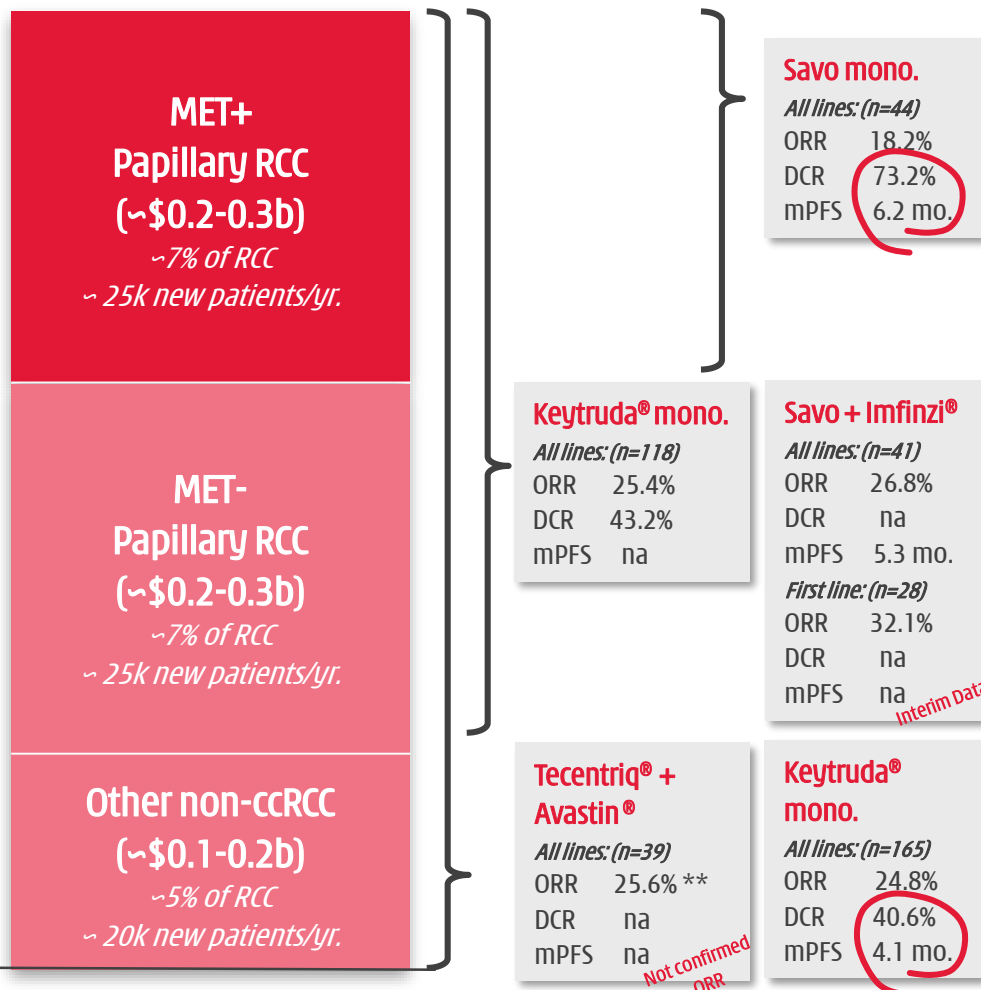 MET+
Papillary RCC
(~$0.2-0.3b)
~7% of RCC
~ 25k new patients/yr.
MET-
Papillary RCC
(~$0.2-0.3b)
~7% of RCC
~ 25k new patients/yr.
Other non-ccRCC
(~$0.1-0.2b)
~5% of RCC
~ 20k new patients/yr.
Savo mono.
All lines: (n=44)
ORR 18.2%
DCR 73.2%
mPFS 6.2 mo.
Keytruda® mono.
All lines: (n=118)
ORR 25.4%
DCR 43.2%
mPFS na
Savo + Imfinzi®
All lines: (n=41)
ORR 26.8%
DCR na
mPFS 5.3 mo.
First line: (n=28)
ORR 32.1%
DCR na
mPFS na
Interim Data
Tecentriq® +
Avastin®
All lines: (n=39)
ORR 25.6% **
DCR na
mPFS na
Not confirmed
ORR
Keytruda®
mono.
All lines: (n=165)
ORR 24.8%
DCR 40.6%
mPFS 4.1 mo.